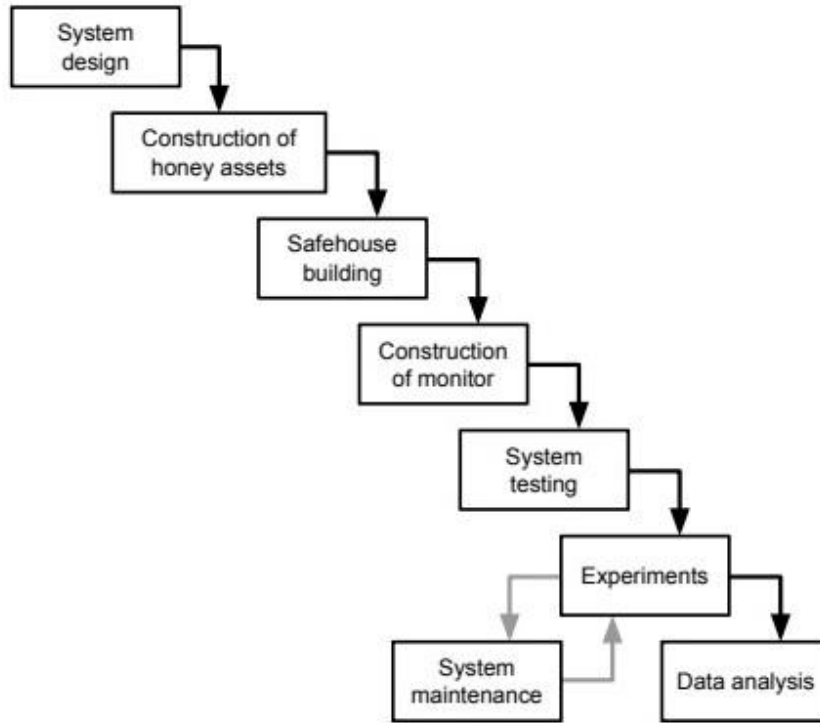 System
design
Construction of
honey assets
Safehouse
building
Construction
of monitor
System
testing
Experiments
System
maintenance
Data analysis